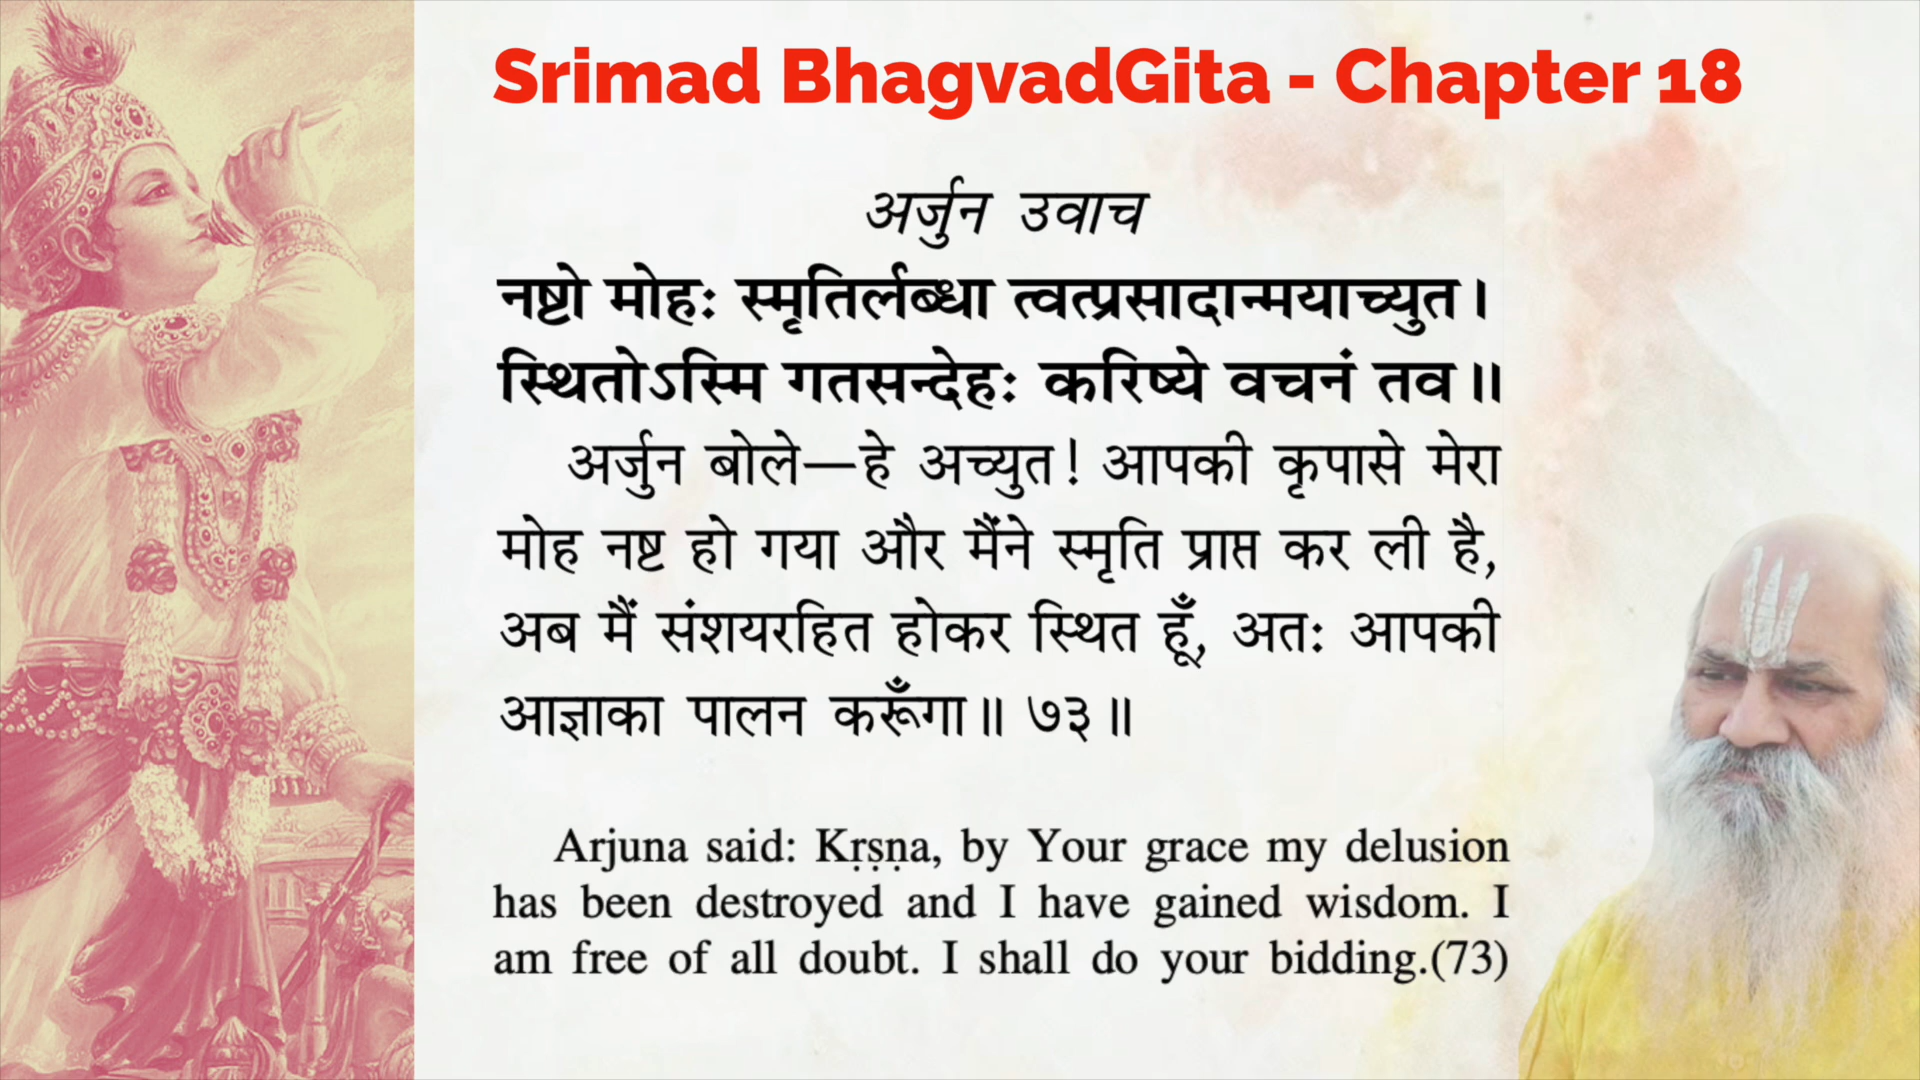 Srimad BhagvadGita - Chapter 18
अर्जुन उवाच
नष्टो मोहः स्मृतिर्लब्धा त्वत्प्रसादान्मयाच्युत।
स्थितोऽस्मि गतसन्देहः करिष्ये वचनं तव॥
अर्जुन बोले—हे अच्युत! आपकी कृपासे मेरा
मोह नष्ट हो गया और मैंने स्मृति प्राप्त कर ली है,
अब मैं संशयरहित होकर स्थित हूँ, अतः आपकी
आज्ञाका पालन करूँगा॥ ७३॥
Arjuna said: Kṛṣṇa, by Your grace my delusion
has been destroyed and I have gained wisdom. I
am free of all doubt. I shall do your bidding.(73)